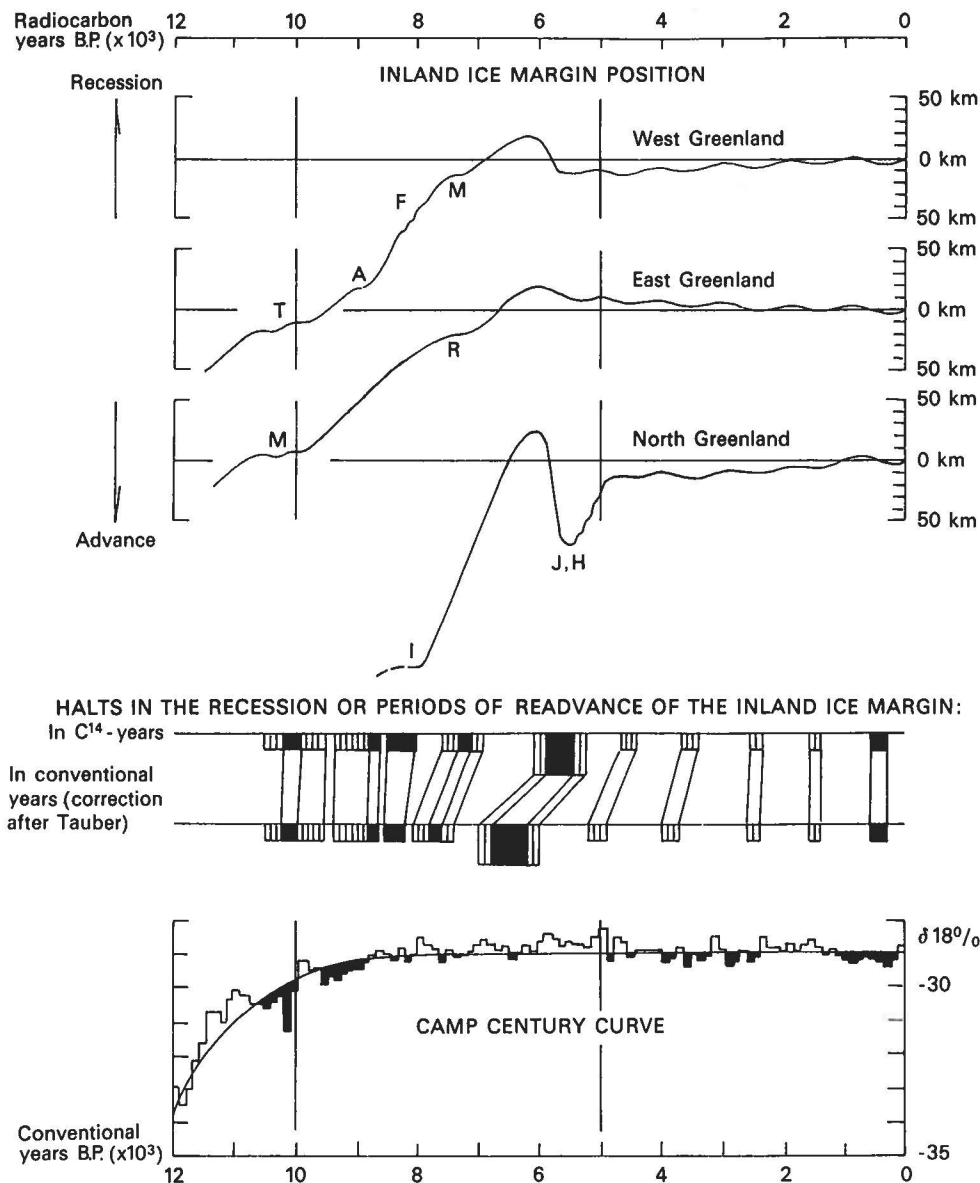 Radiocarbon
years B.P. (x10³)
12 10 8 6 4 2 0
INLAND ICE MARGIN POSITION
Recession
50 km
West Greenland
0 km
M
F
50 km
A
East Greenland
0 km
T
R
50 km
50 km
M
North Greenland
0 km
50 km
Advance
J,H
I
HALTS IN THE RECESSION OR PERIODS OF READVANCE OF THE INLAND ICE MARGIN:
In C¹⁴-years
In conventional
years (correction
after Tauber)
δ 18⁰/₀
-30
CAMP CENTURY CURVE
Conventional
years B.P. (x10³)
-35
12 10 8 6 4 2 0